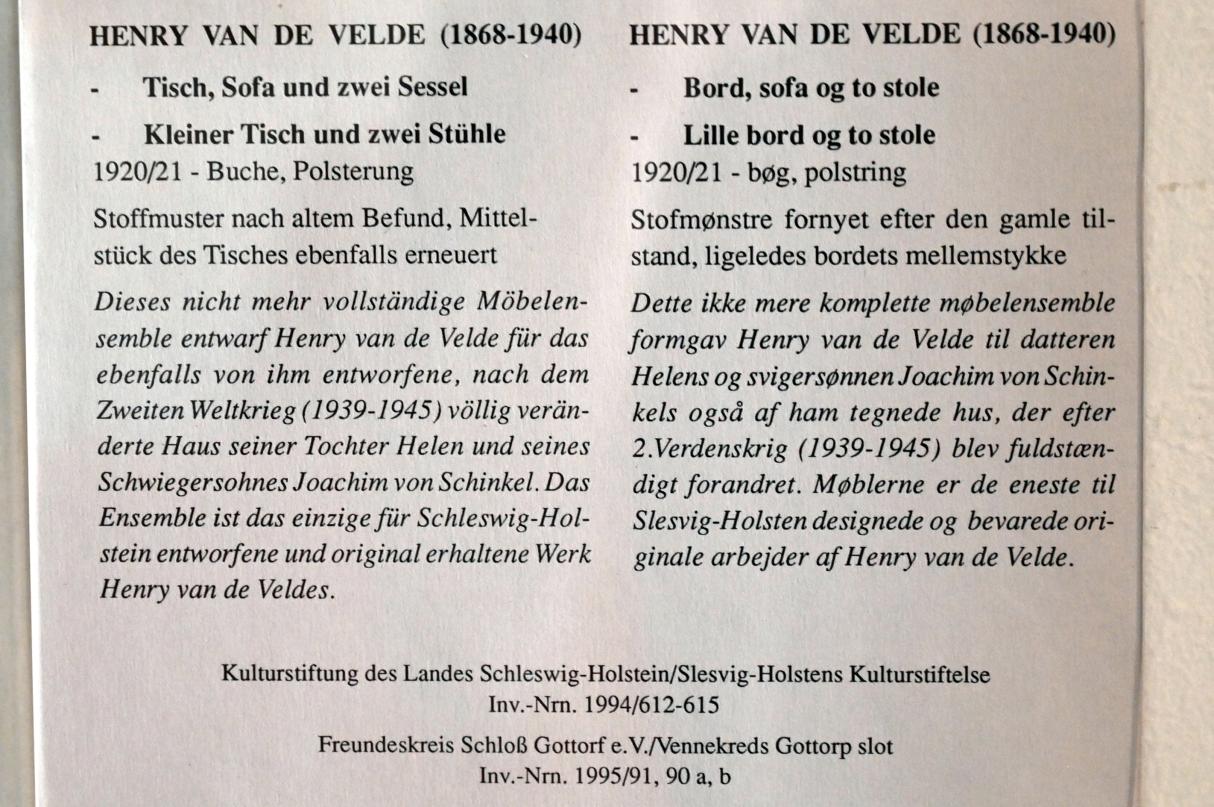 HENRY VAN DE VELDE (1868-1940)
- Tisch, Sofa und zwei Sessel
- Kleiner Tisch und zwei Stühle
1920/21 - Buche, Polsterung
Stoffmuster nach altem Befund, Mittel-
stück des Tisches ebenfalls erneuert
Dieses nicht mehr vollständige Möbelen-
semble entwarf Henry van de Velde für das
ebenfalls von ihm entworfene, nach dem
Zweiten Weltkrieg (1939-1945) völlig verän-
derte Haus seiner Tochter Helen und seines
Schwiegersohnes Joachim von Schinkel. Das
Ensemble ist das einzige für Schleswig-Hol-
stein entworfene und original erhaltene Werk
Henry van de Veldes.
HENRY VAN DE VELDE (1868-1940)
- Bord, sofa og to stole
- Lille bord og to stole
1920/21 - bøg, polstring
Stofmønstre fornyet efter den gamle til-
stand, ligeledes bordets mellemstykke
Dette ikke mere komplette møbelensemble
formgav Henry van de Velde til datteren
Helens og svigersønnen Joachim von Schin-
kels også af ham tegnede hus, der efter
2.Verdenskrig (1939-1945) blev fuldstæn-
digt forandret. Møblerne er de eneste til
Slesvig-Holsten designede og bevarede ori-
ginale arbejder af Henry van de Velde.
Kulturstiftung des Landes Schleswig-Holstein/Slesvig-Holstens Kulturstiftelse
Inv.-Nrn. 1994/612-615
Freundeskreis Schloß Gottorf e.V./Vennekreds Gottorp slot
Inv.-Nrn. 1995/91, 90 a, b